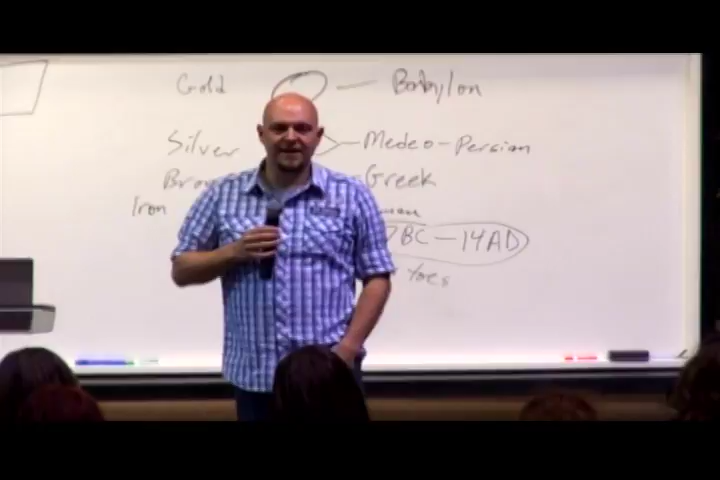 Gold Babylon
Silver Medeo-Persian
Greek
Iron
BC - 14AD
Toes